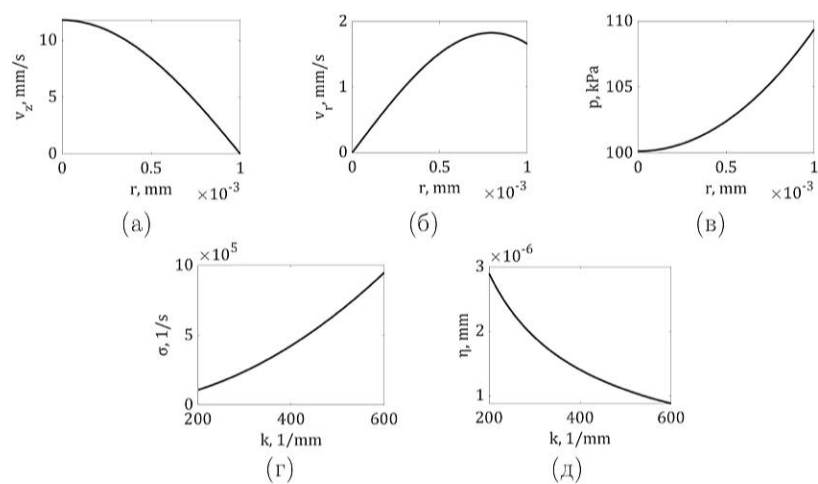 v_z, mm/s
10
5
0
0
0.5
1
r, mm
×10⁻³
(а)
v_r, mm/s
2
1
0
0
0.5
1
r, mm
×10⁻³
(б)
p, kPa
110
105
100
0
0.5
1
r, mm
×10⁻³
(в)
×10⁵
σ, 1/s
10
5
0
200
400
600
k, 1/mm
(г)
×10⁻⁶
η, mm
3
2
1
200
400
600
k, 1/mm
(д)